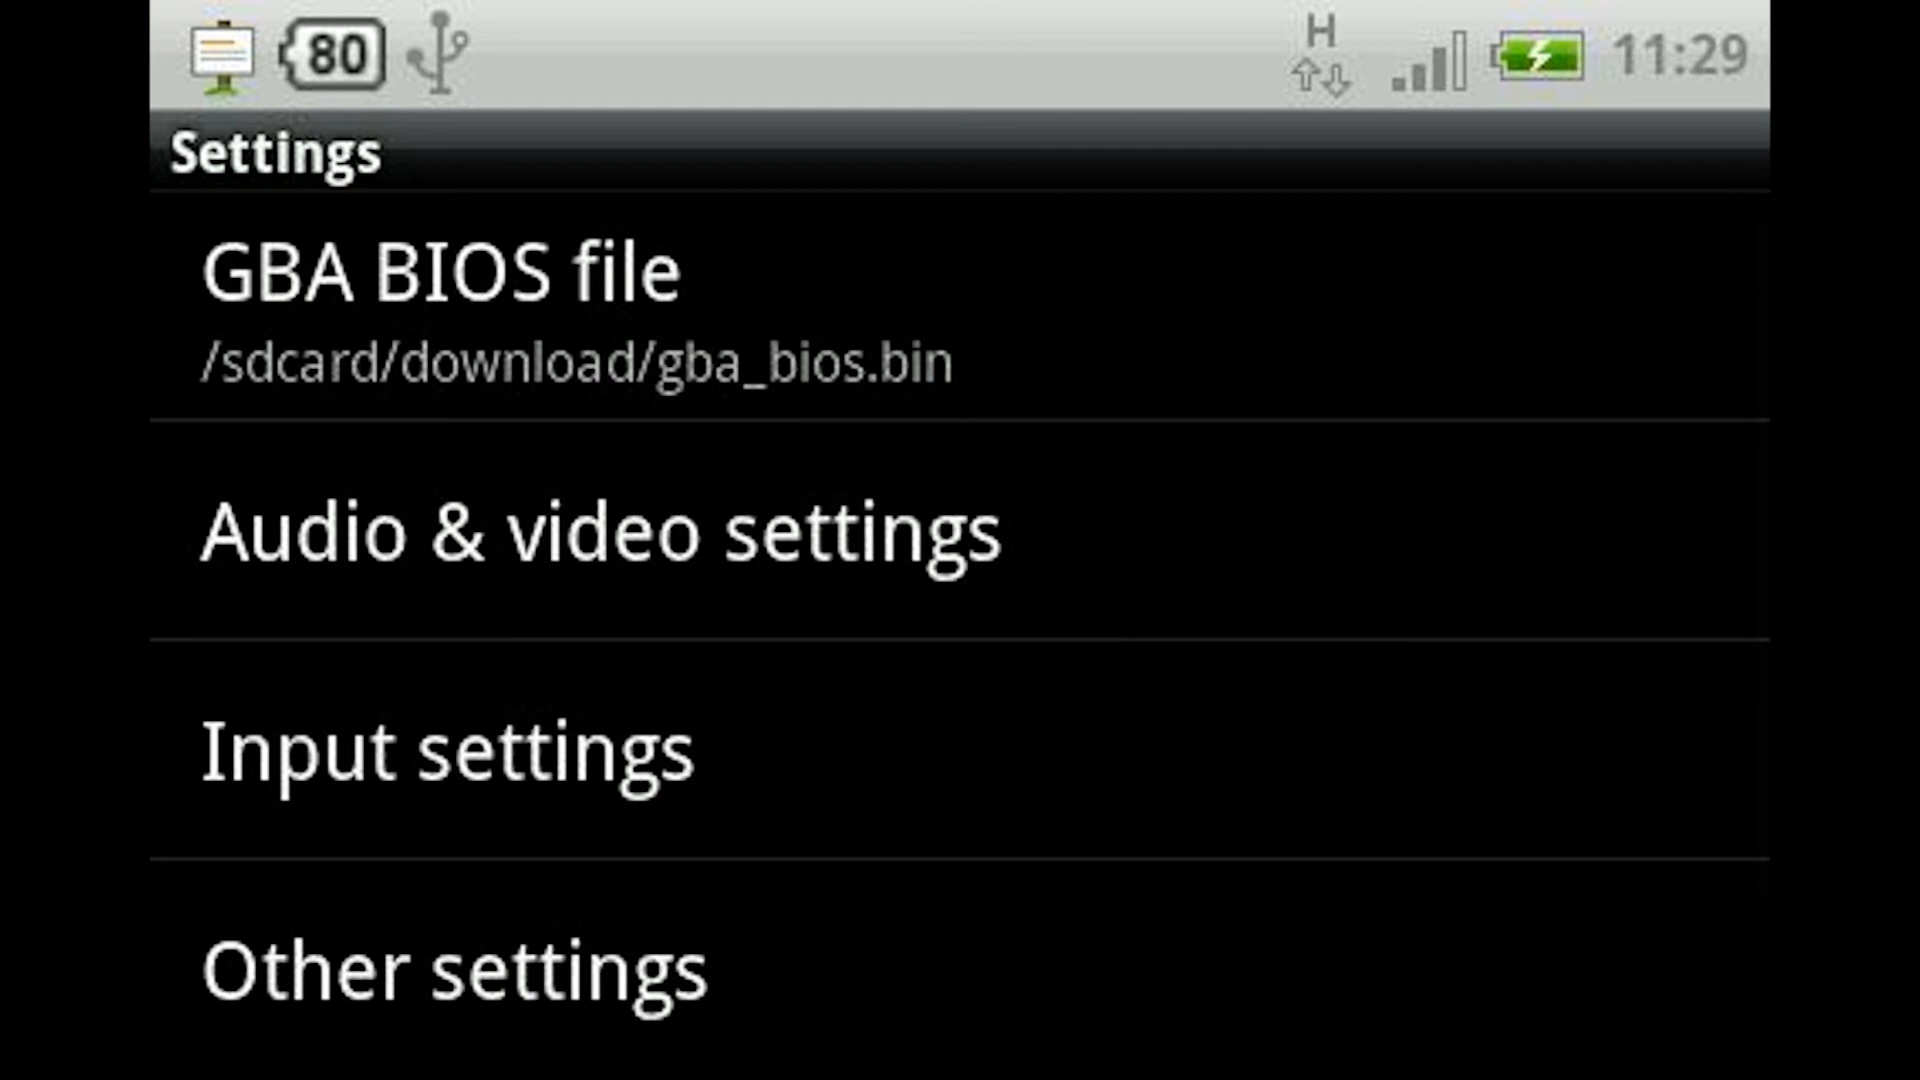 80 H 11:29
Settings
GBA BIOS file
/sdcard/download/gba_bios.bin
Audio & video settings
Input settings
Other settings